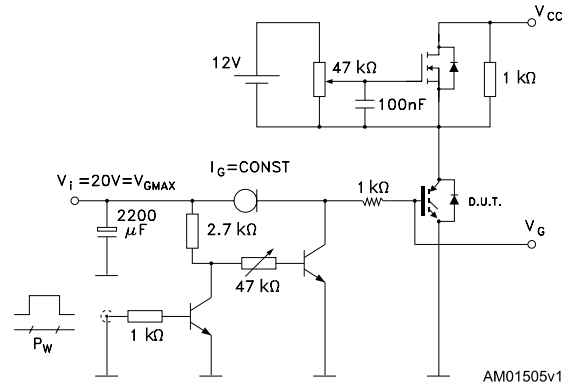 V_CC
12V
47 kΩ
100nF
1 kΩ
I_G=CONST
V_i =20V=V_GMAX
1 kΩ
D.U.T.
2200
μF
2.7 kΩ
V_G
47 kΩ
1 kΩ
P_W
AM01505v1